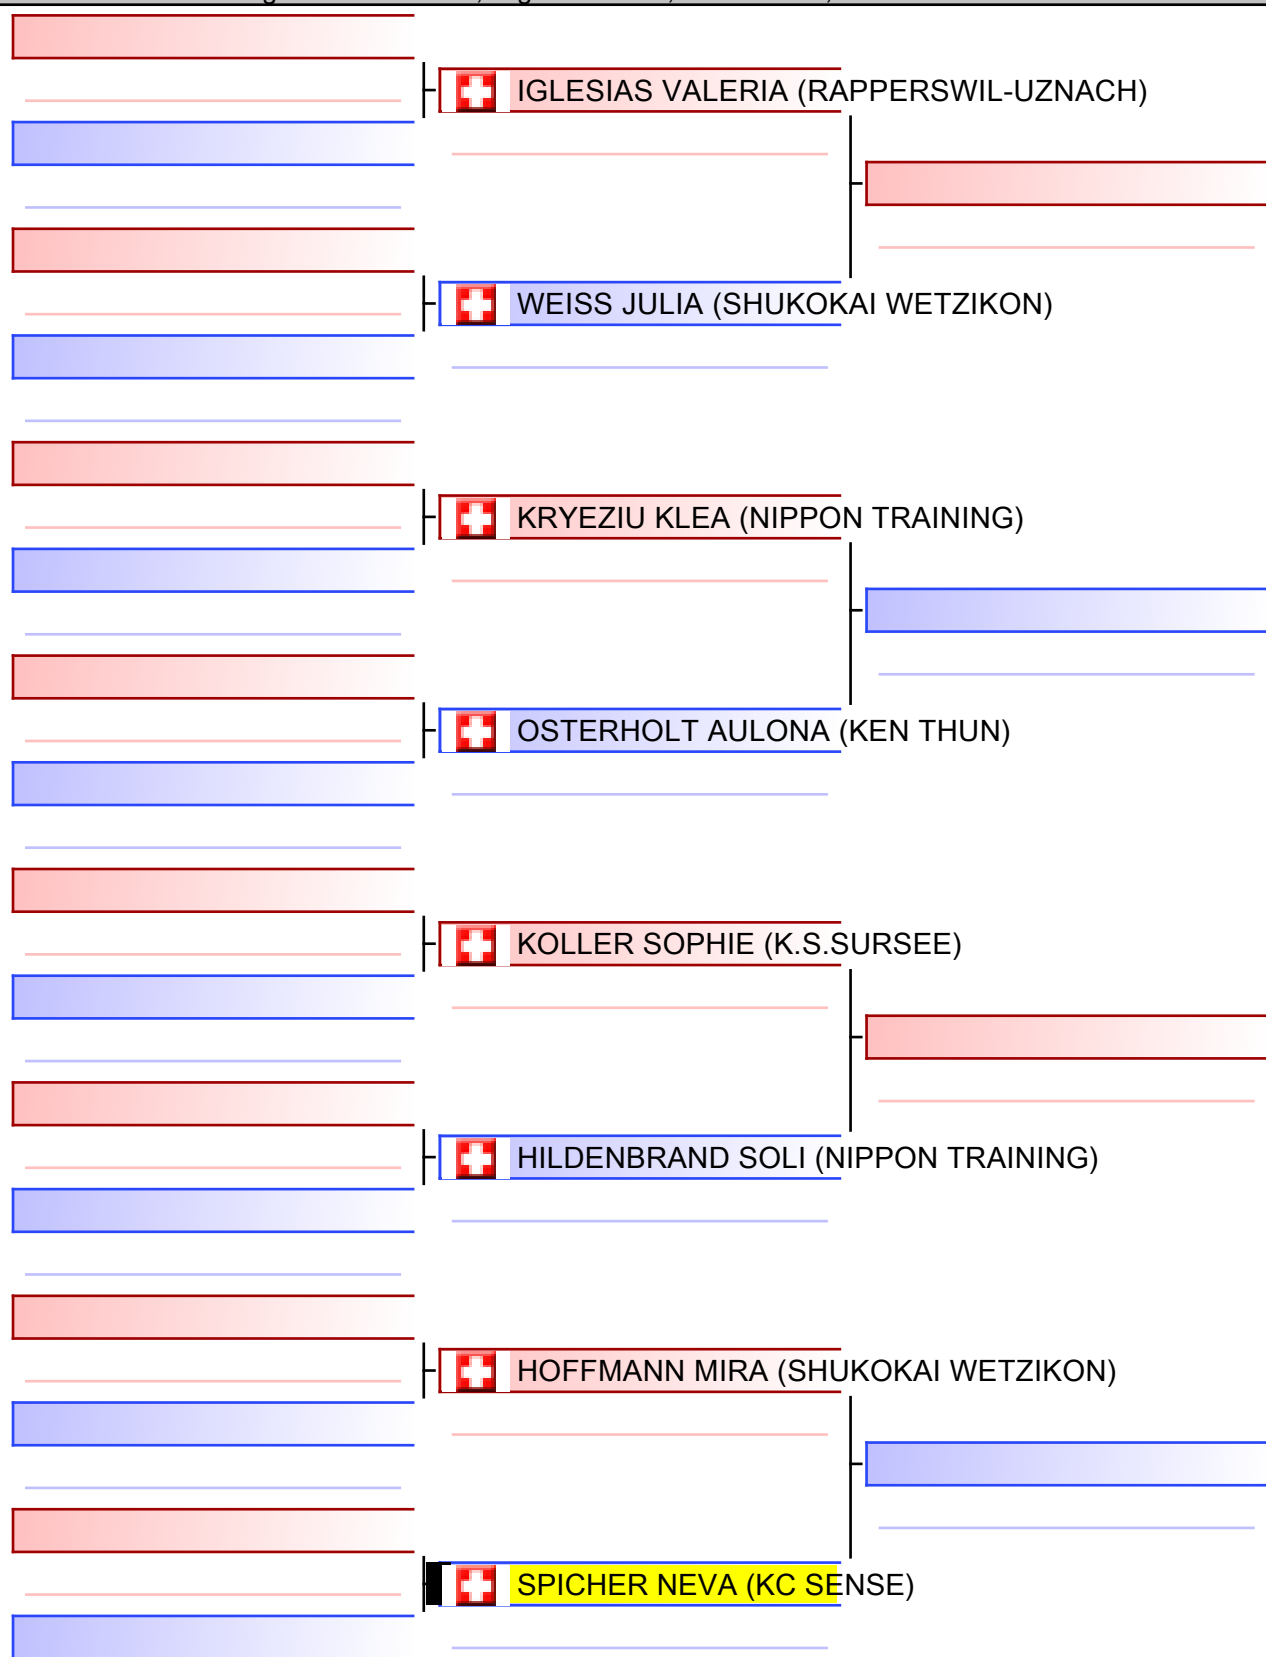 IGLESIAS VALERIA (RAPPERSWIL-UZNACH)
WEISS JULIA (SHUKOKAI WETZIKON)
KRYEZIU KLEA (NIPPON TRAINING)
OSTERHOLT AULONA (KEN THUN)
KOLLER SOPHIE (K.S.SURSEE)
HILDENBRAND SOLI (NIPPON TRAINING)
HOFFMANN MIRA (SHUKOKAI WETZIKON)
SPICHER NEVA (KC SENSE)